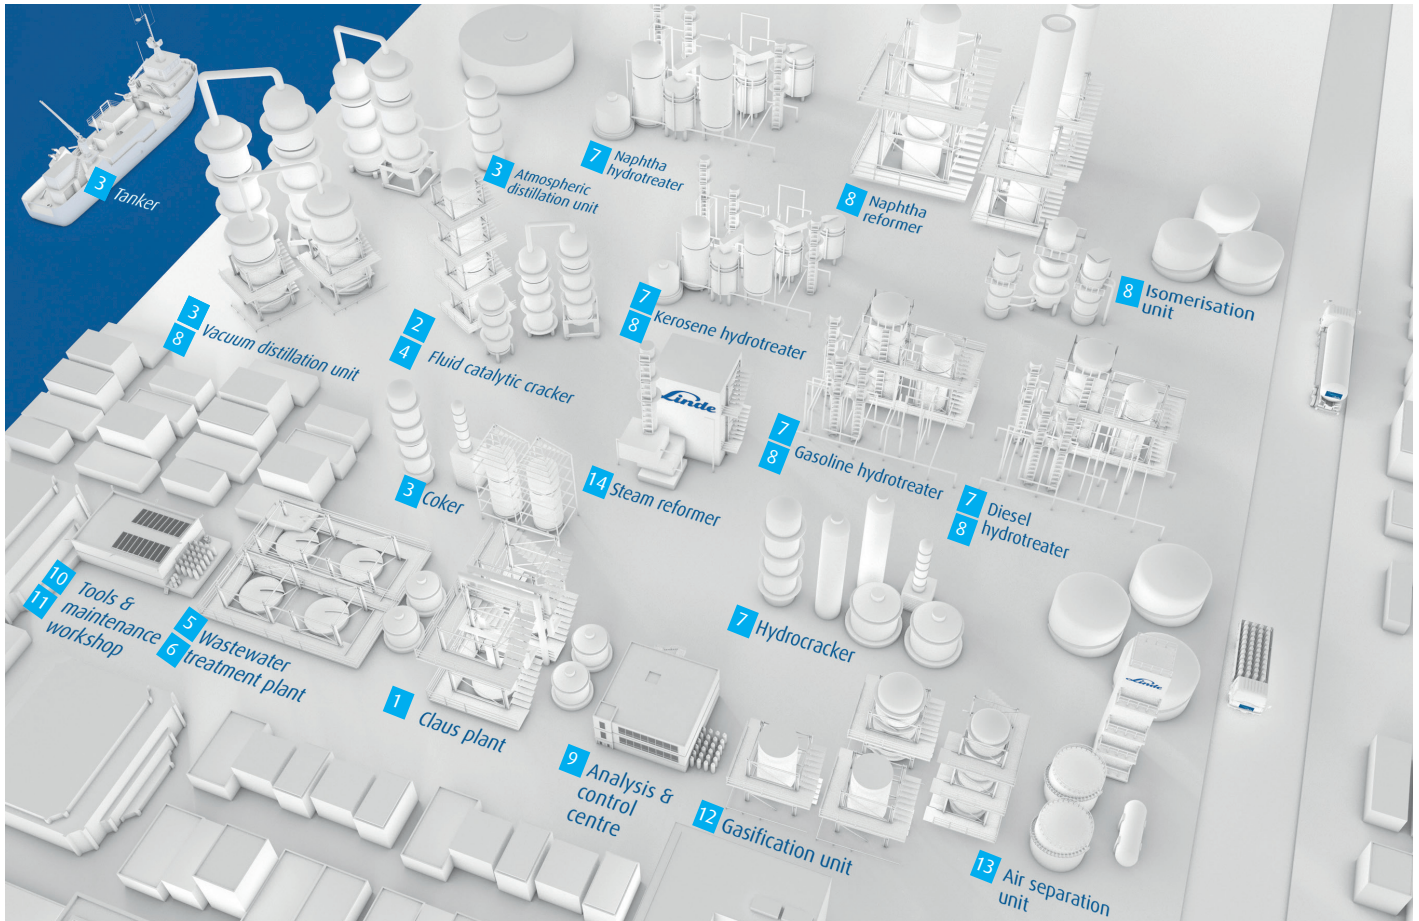 3 Tanker
3 Atmospheric
distillation unit
7 Naphtha
hydrotreater
8 Naphtha
reformer
8 Isomerisation
unit
3
8 Vacuum distillation unit
2
4 Fluid catalytic cracker
7
8 Kerosene hydrotreater
Linde
7
8 Gasoline hydrotreater
7 Diesel
8 hydrotreater
3 Coker
14 Steam reformer
10 Tools &
11 maintenance
workshop
5 Wastewater
6 treatment plant
1 Claus plant
7 Hydrocracker
Linde
9 Analysis &
control
centre
12 Gasification unit
13 Air separation
unit